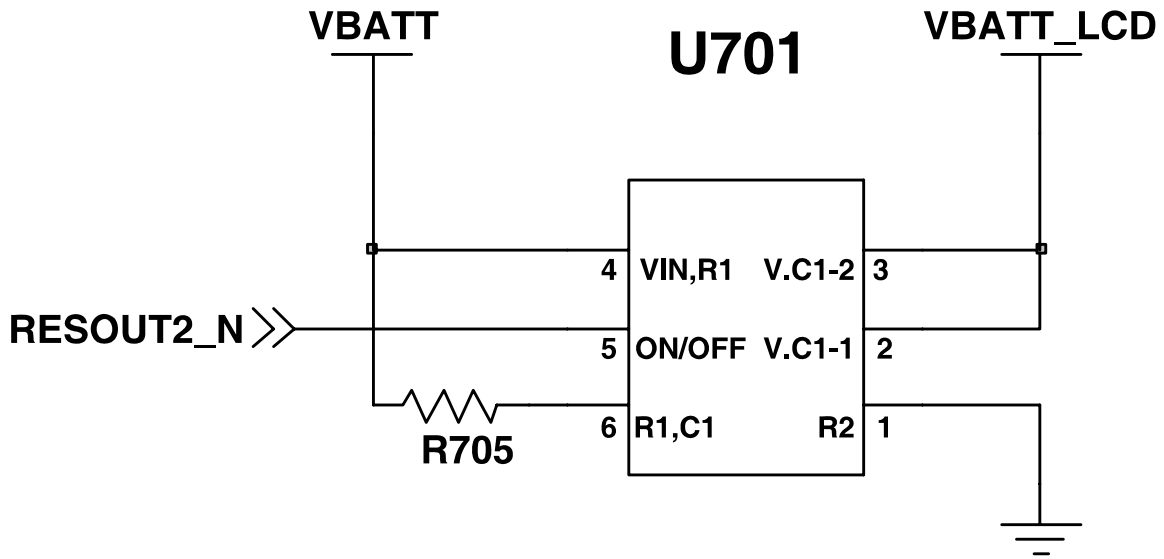 VBATT
U701
VBATT_LCD
4 VIN,R1 V.C1-2 3
RESOUT2_N
5 ON/OFF V.C1-1 2
6 R1,C1 R2 1
R705